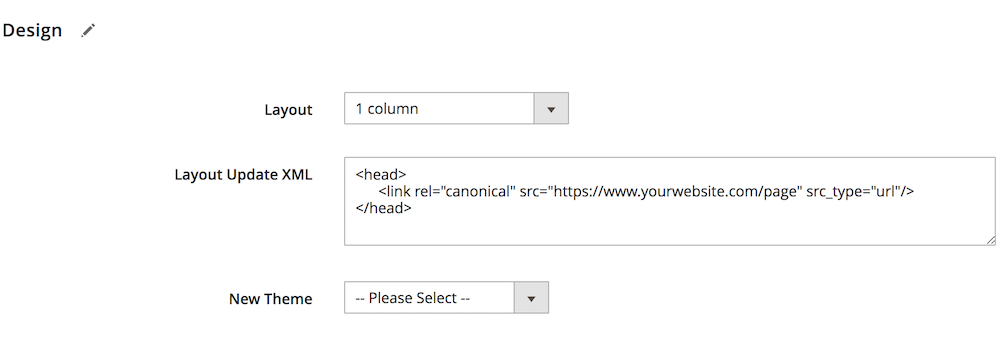 Design
Layout
1 column
Layout Update XML
<head>
<link rel="canonical" src="https://www.yourwebsite.com/page" src_type="url"/>
</head>
New Theme
-- Please Select --